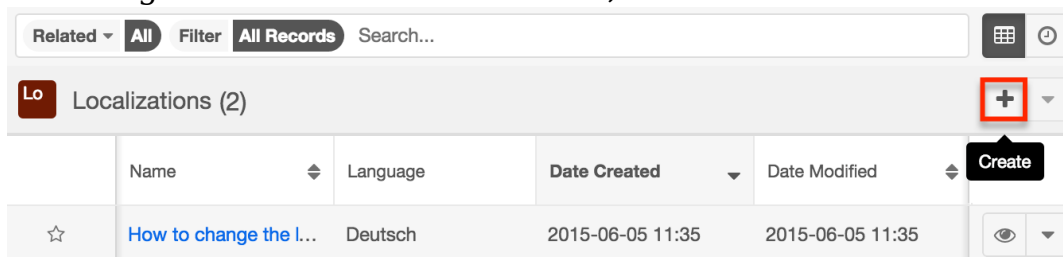 Related All Filter All Records Search...
Lo Localizations (2)
Create
Name Language Date Created Date Modified
How to change the l... Deutsch 2015-06-05 11:35 2015-06-05 11:35